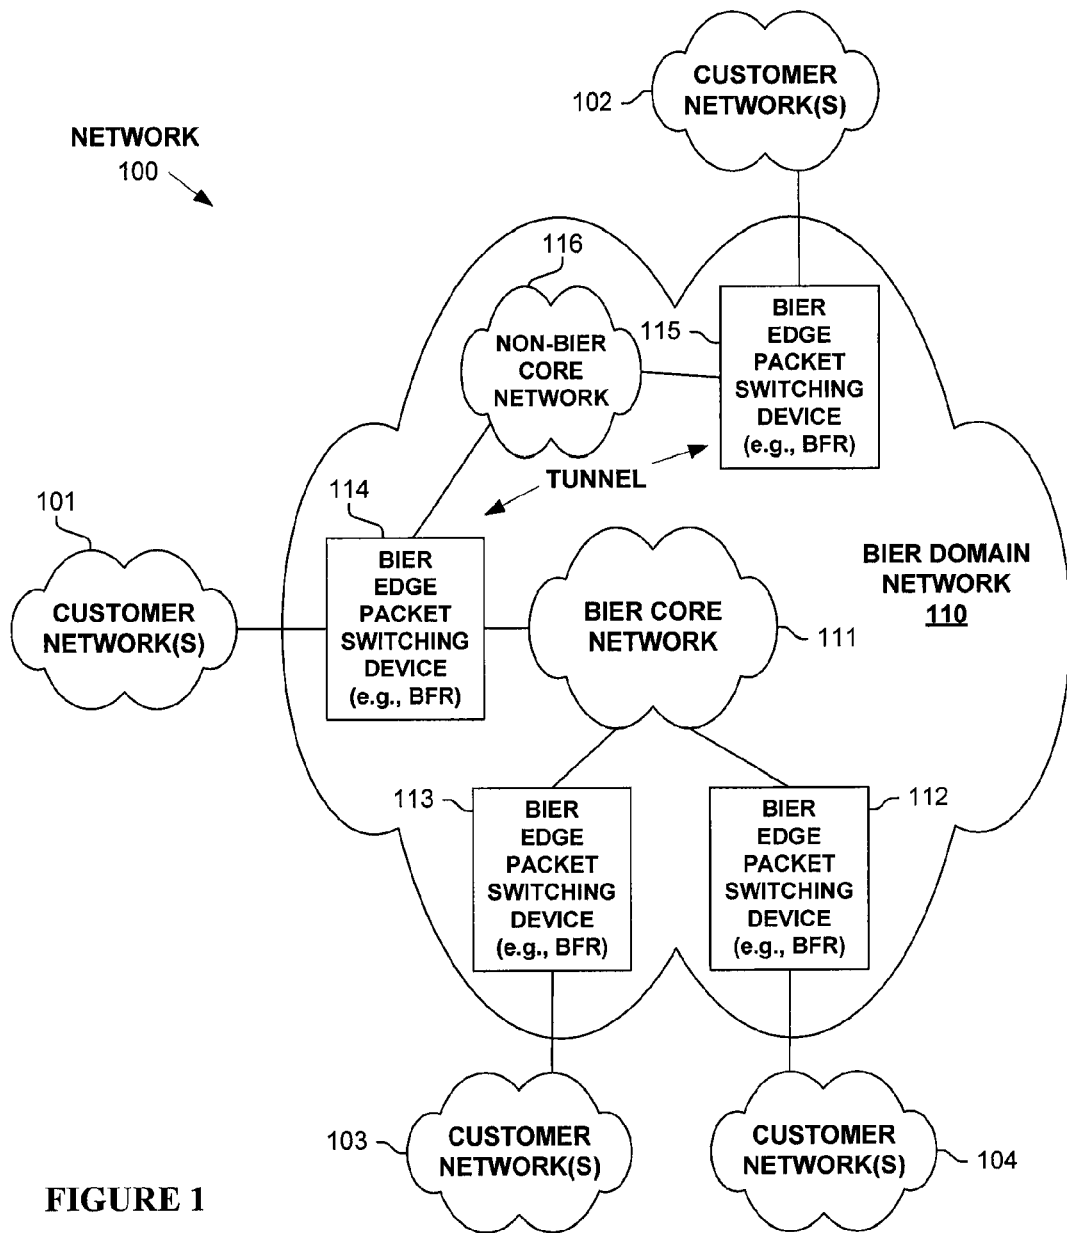 CUSTOMER
NETWORK(S)
102
NETWORK
100
116
BIER
EDGE
PACKET
SWITCHING
DEVICE
(e.g., BFR)
115
NON-BIER
CORE
NETWORK
TUNNEL
114
101
BIER
EDGE
PACKET
SWITCHING
DEVICE
(e.g., BFR)
BIER DOMAIN
NETWORK
110
CUSTOMER
NETWORK(S)
BIER CORE
NETWORK
111
113
BIER
EDGE
PACKET
SWITCHING
DEVICE
(e.g., BFR)
BIER
EDGE
PACKET
SWITCHING
DEVICE
(e.g., BFR)
112
103
CUSTOMER
NETWORK(S)
CUSTOMER
NETWORK(S)
104
FIGURE 1